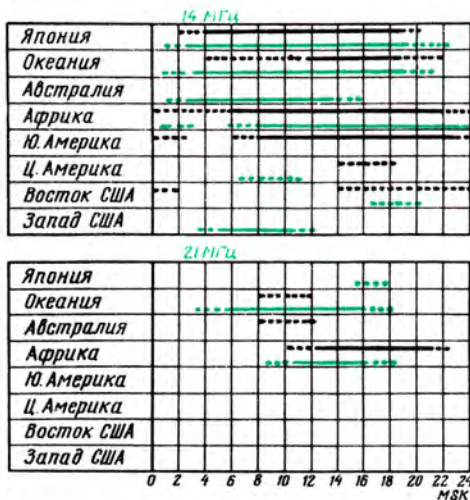 14 МГц
Япония
Океания
Австралия
Африка
Ю. Америка
Ц. Америка
Восток США
Запад США
21 МГц
Япония
Океания
Австралия
Африка
Ю. Америка
Ц. Америка
Восток США
Запад США
0 2 4 6 8 10 12 14 16 18 20 22 24
MSK